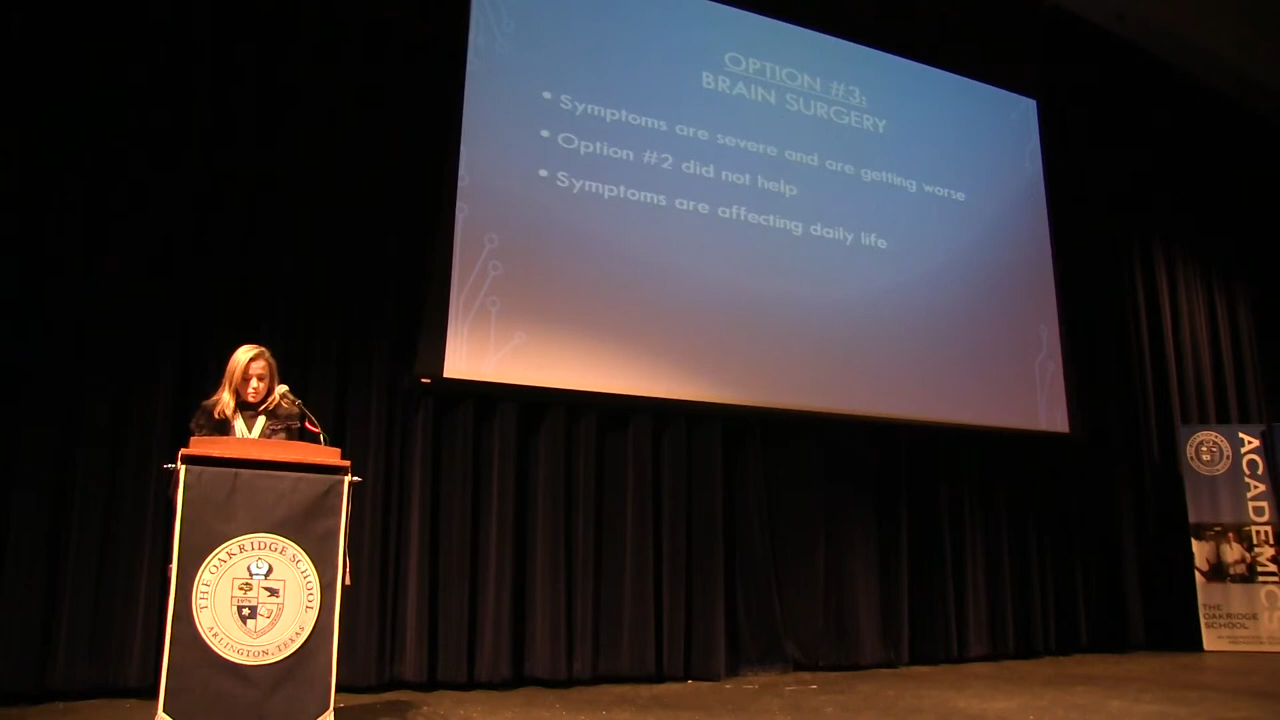 OPTION #3:
BRAIN SURGERY
• Symptoms are severe and are getting worse
• Option #2 did not help
• Symptoms are affecting daily life
THE OAKRIDGE SCHOOL
1979
ARLINGTON, TEXAS
ACADEMICS
THE
OAKRIDGE
SCHOOL